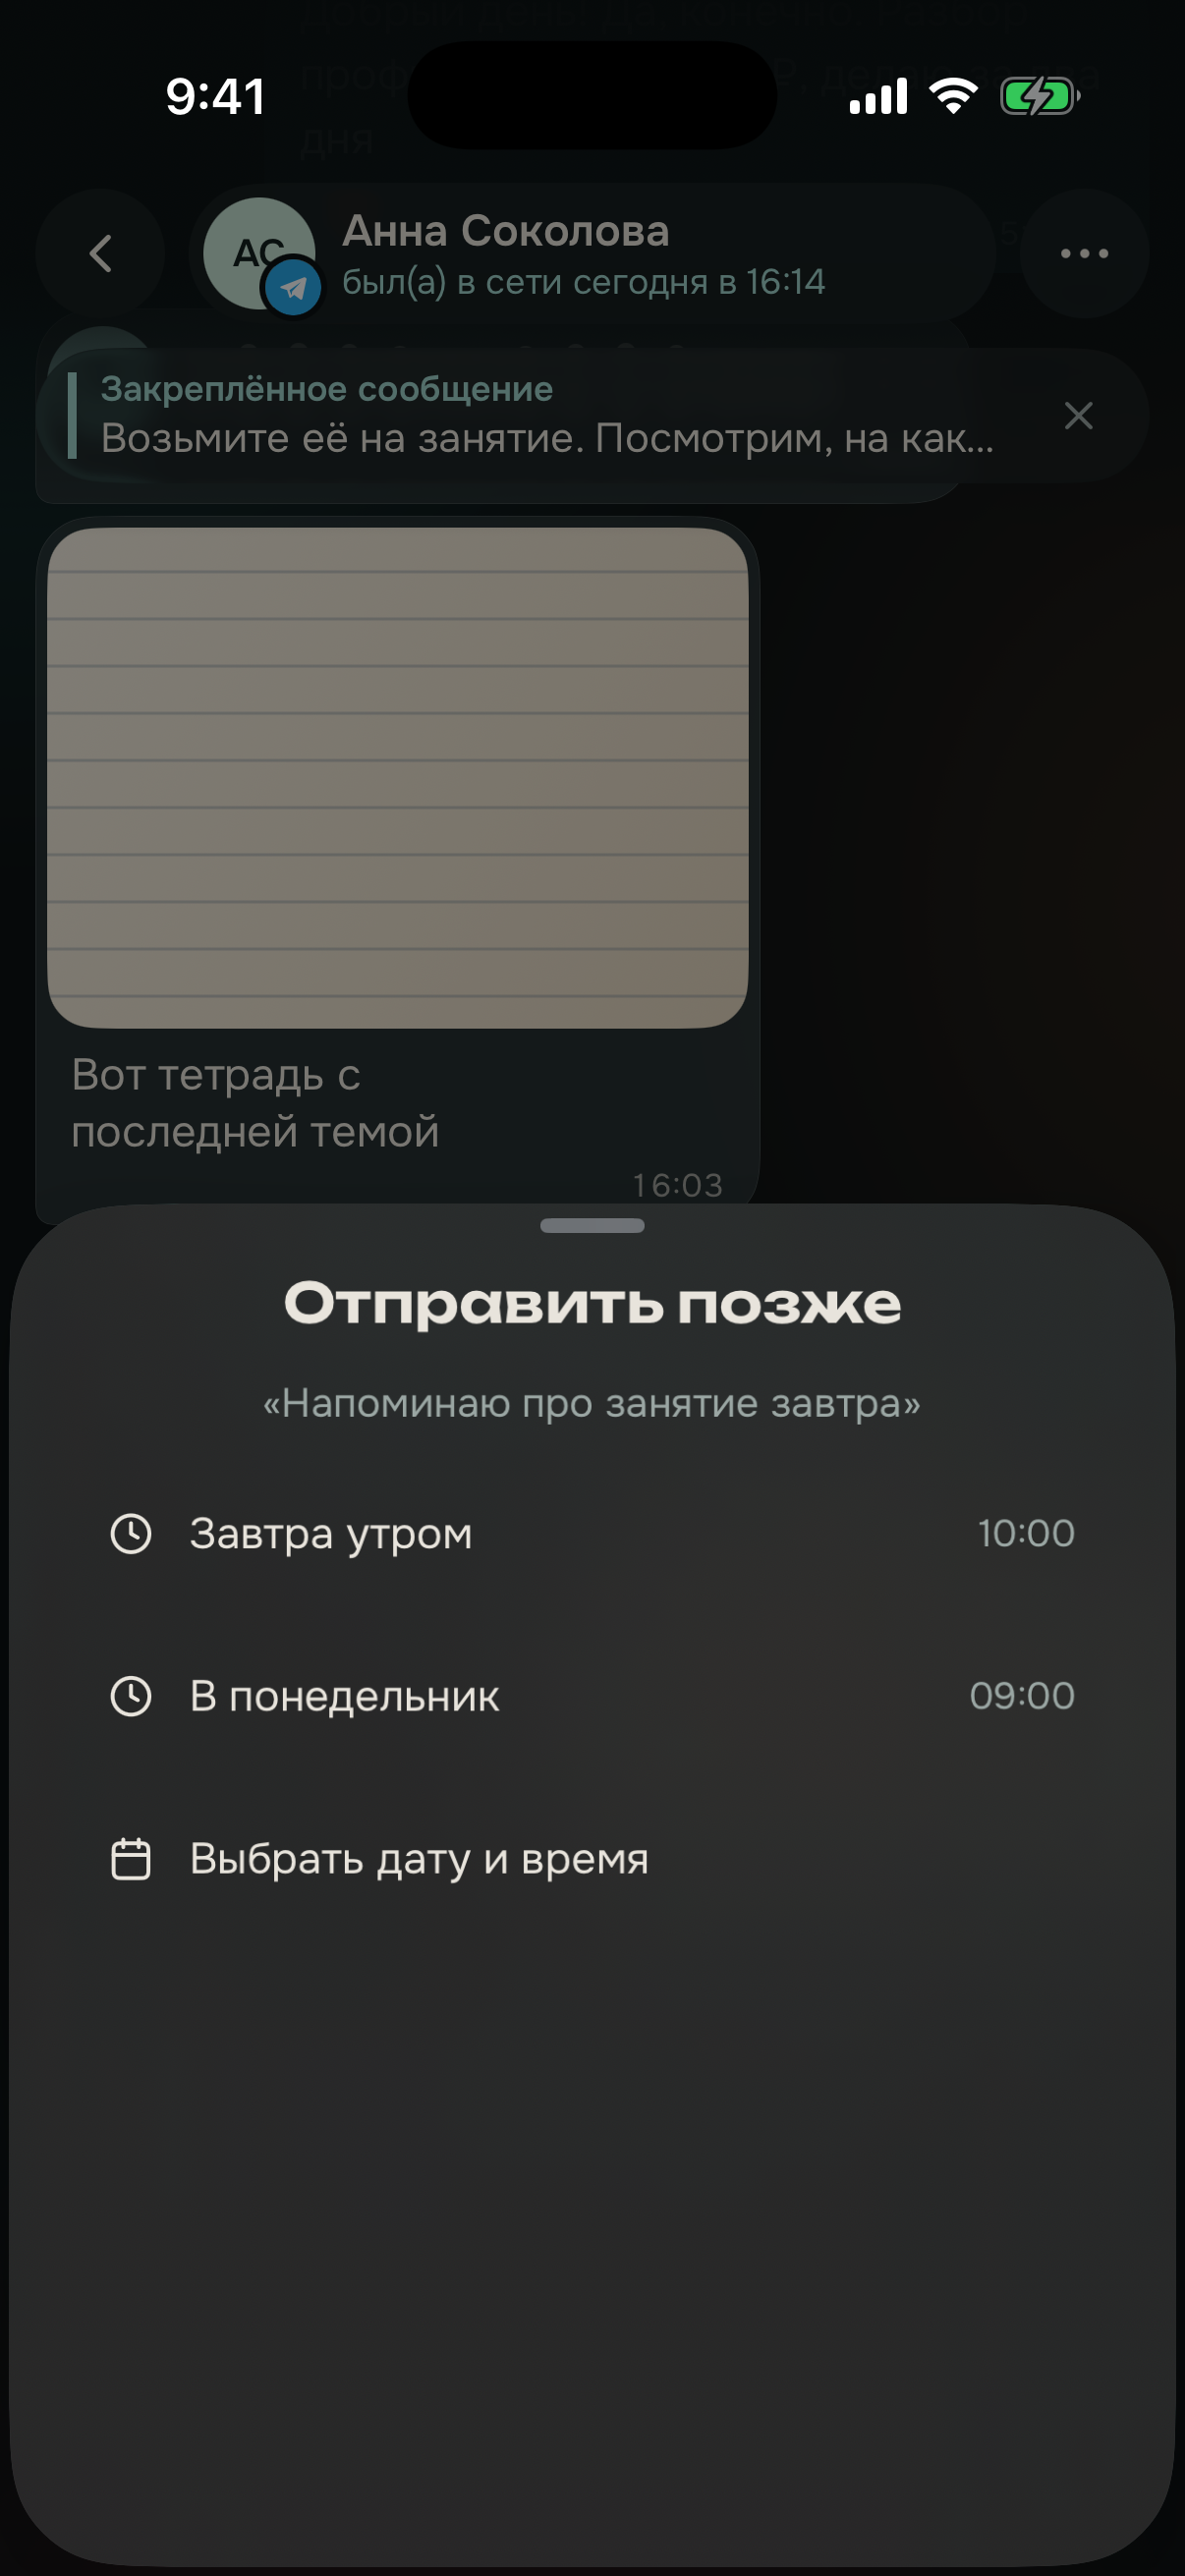 дня
9:41
АС
Анна Соколова
был(а) в сети сегодня в 16:14
Закреплённое сообщение
Возьмите её на занятие. Посмотрим, на как...
Вот тетрадь с
последней темой
16:03
Отправить позже
«Напоминаю про занятие завтра»
Завтра утром
10:00
В понедельник
09:00
Выбрать дату и время